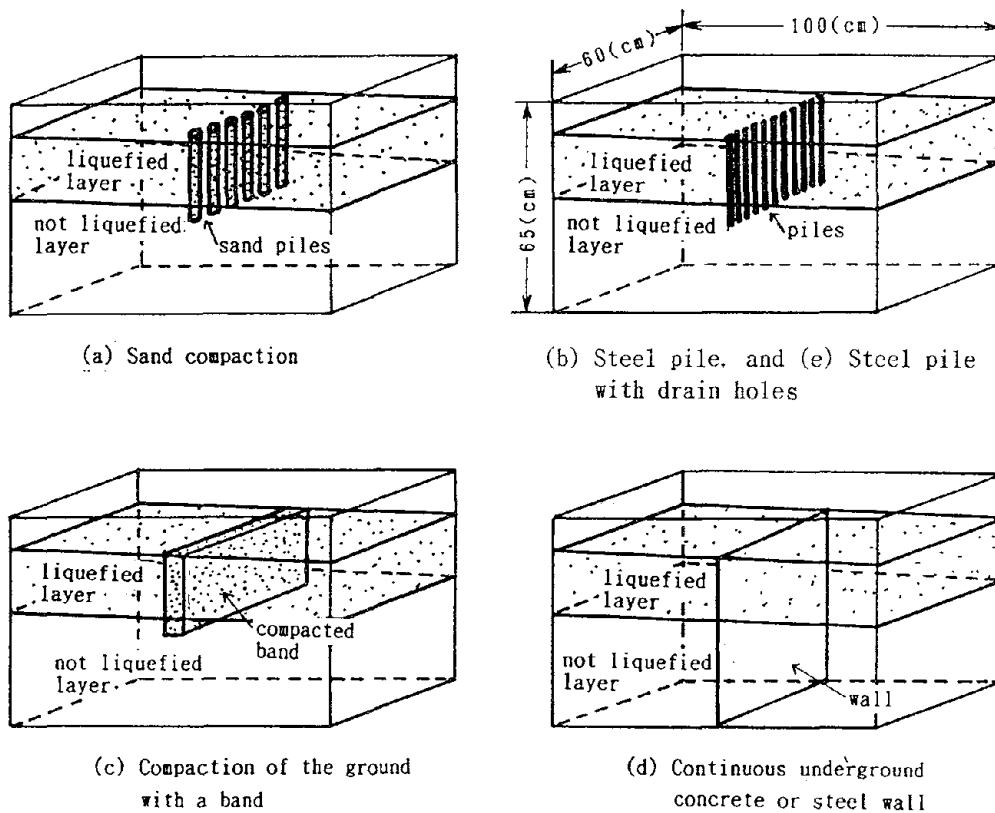 60(cm)
100(cm)
liquefied
layer
not liquefied
layer
sand piles
(a) Sand compaction
65(cm)
liquefied
layer
not liquefied
layer
piles
(b) Steel pile, and (e) Steel pile
with drain holes
liquefied
layer
compacted
band
not liquefied
layer
(c) Compaction of the ground
with a band
liquefied
layer
not liquefied
layer
wall
(d) Continuous underground
concrete or steel wall